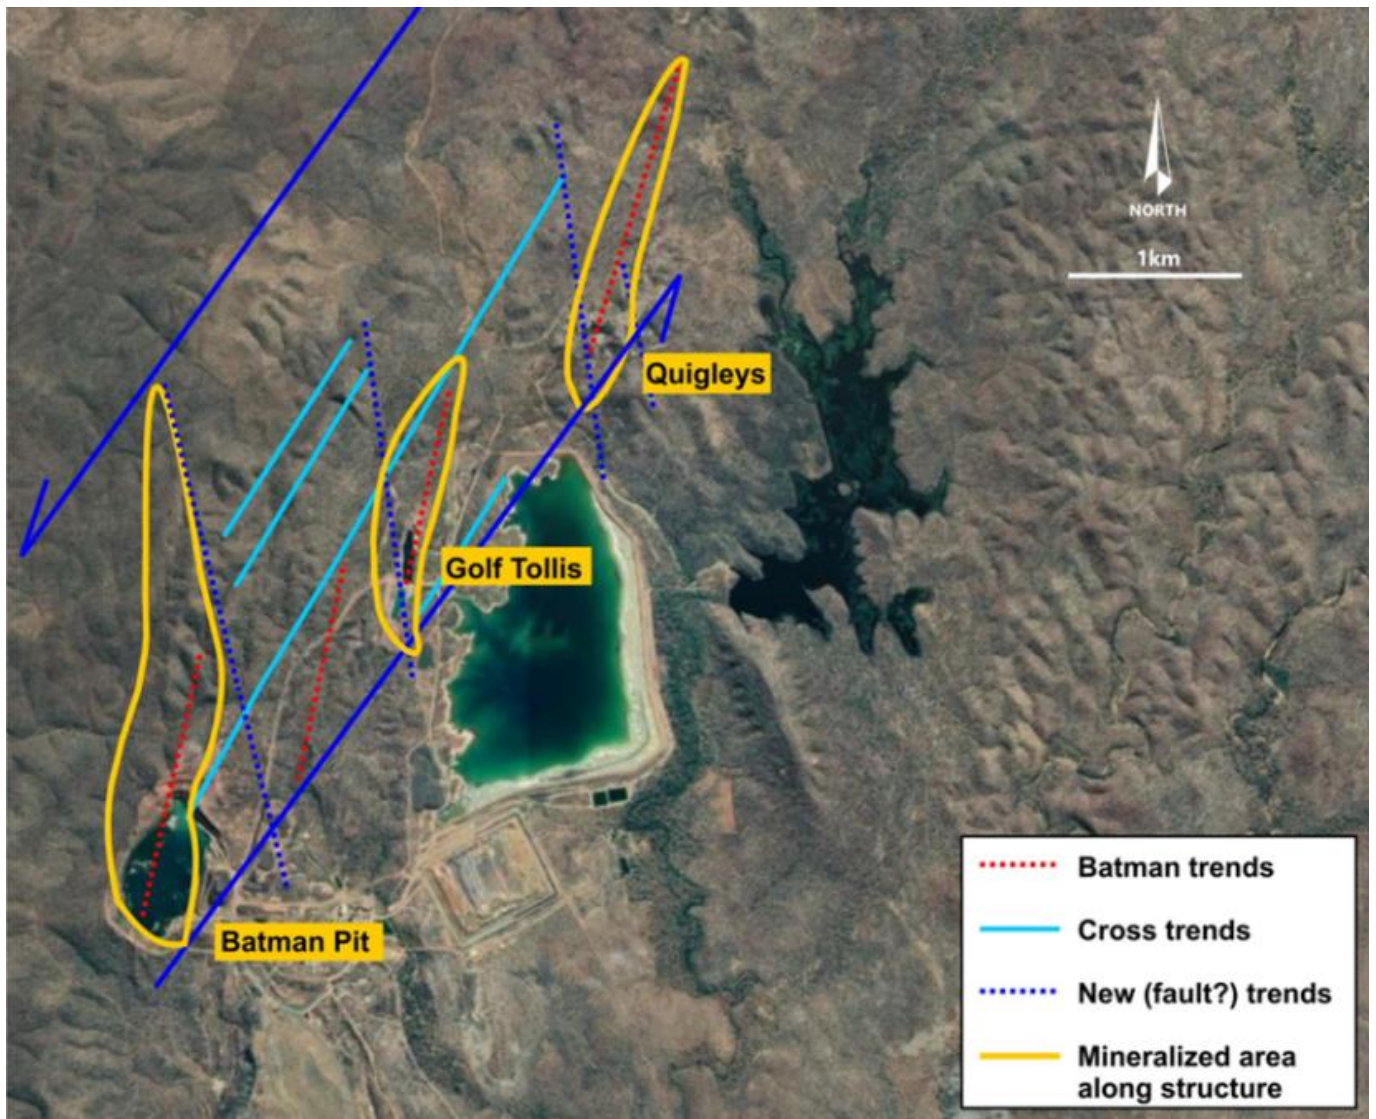 NORTH
1km
Quigleys
Golf Tollis
Batman Pit
Batman trends
Cross trends
New (fault?) trends
Mineralized area
along structure